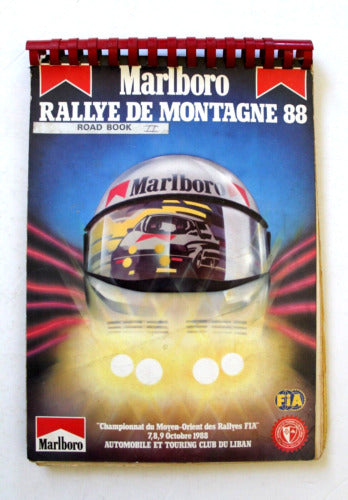 Marlboro
RALLYE DE MONTAGNE 88
ROAD BOOK II
Marlboro
"Championnat du Moyen-Orient des Rallyes FIA"
7,8,9 Octobre 1988
AUTOMOBILE ET TOURING CLUB DU LIBAN
Marlboro
FIA